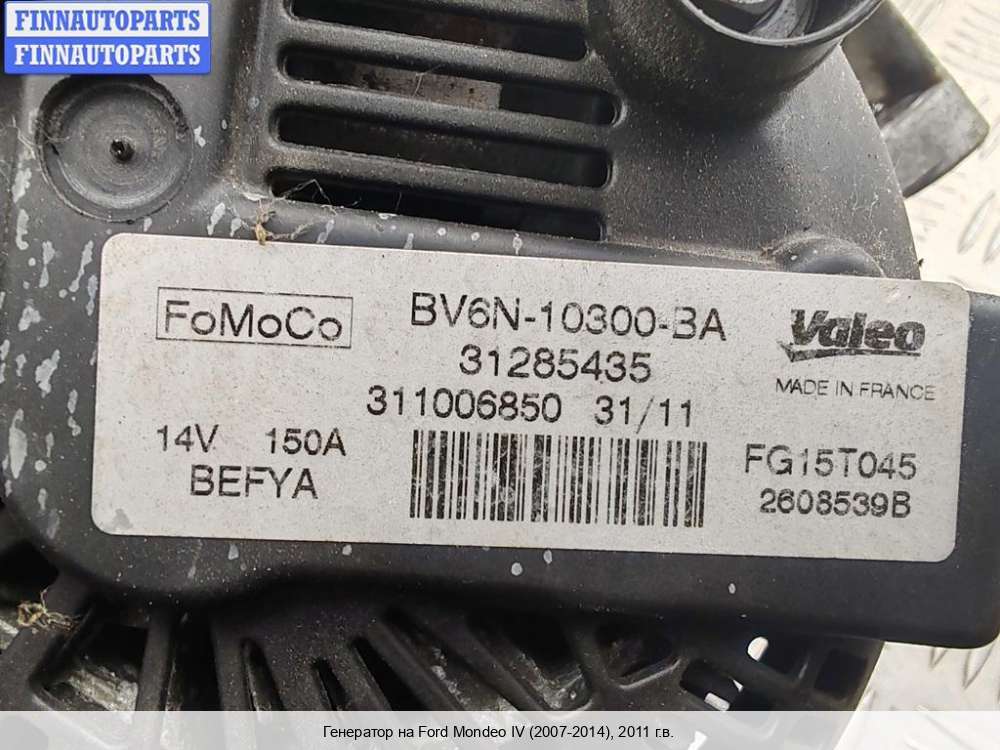 FINNAUTOPARTS
FINNAUTOPARTS
FoMoCo
BV6N-10300-BA
31285435
311006850 31/11
14V 150A
BEFYA
Valeo
MADE IN FRANCE
FG15T045
2608539B
Генератор на Ford Mondeo IV (2007-2014), 2011 г.в.